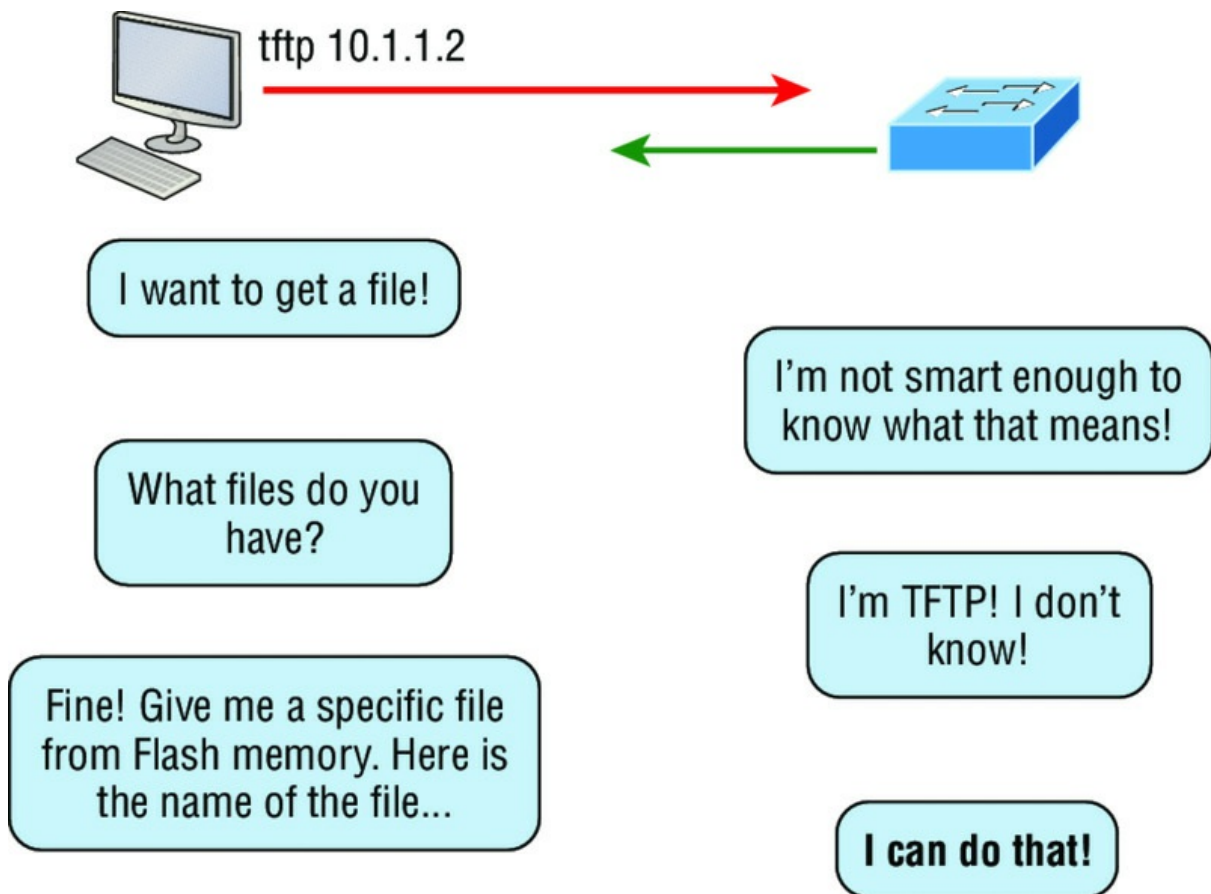 tftp 10.1.1.2
I want to get a file!
I’m not smart enough to
know what that means!
What files do you
have?
I’m TFTP! I don’t
know!
Fine! Give me a specific file
from Flash memory. Here is
the name of the file...
I can do that!